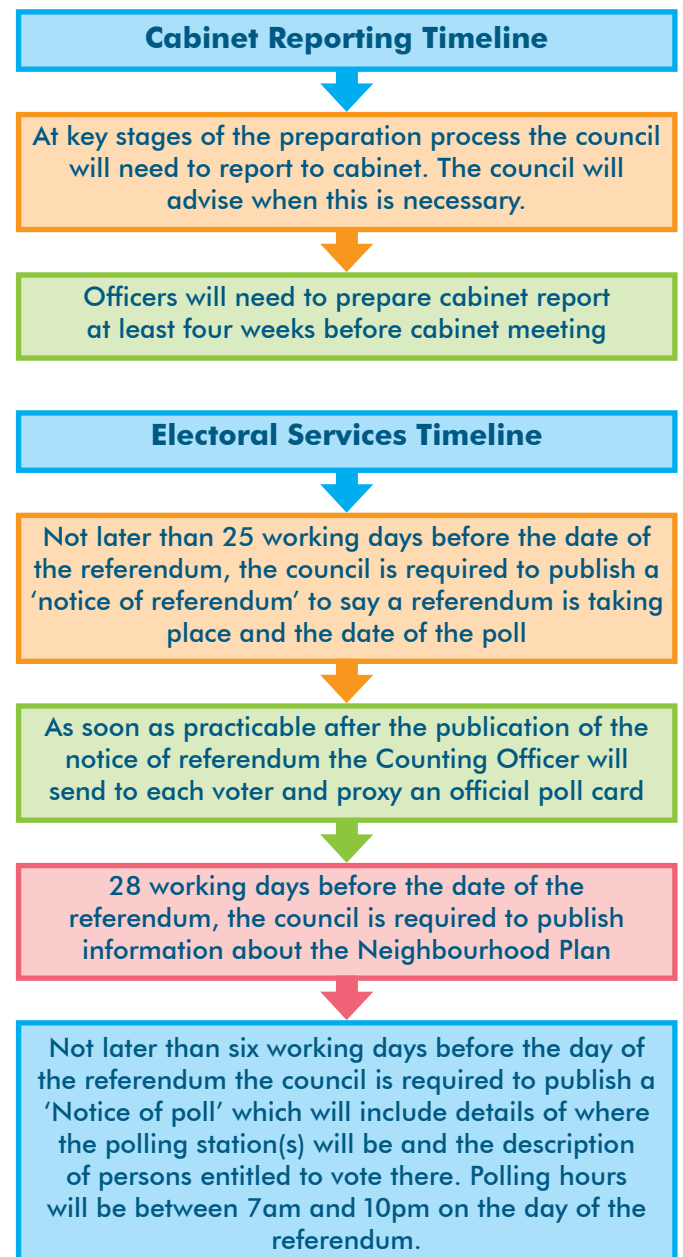 Cabinet Reporting Timeline
At key stages of the preparation process the council
will need to report to cabinet. The council will
advise when this is necessary.
Officers will need to prepare cabinet report
at least four weeks before cabinet meeting
Electoral Services Timeline
Not later than 25 working days before the date of
the referendum, the council is required to publish a
‘notice of referendum’ to say a referendum is taking
place and the date of the poll
As soon as practicable after the publication of the
notice of referendum the Counting Officer will
send to each voter and proxy an official poll card
28 working days before the date of the
referendum, the council is required to publish
information about the Neighbourhood Plan
Not later than six working days before the day of
the referendum the council is required to publish a
‘Notice of poll’ which will include details of where
the polling station(s) will be and the description
of persons entitled to vote there. Polling hours
will be between 7am and 10pm on the day of the
referendum.